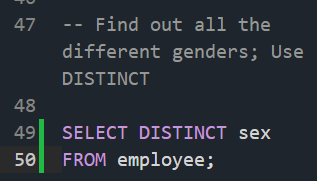 47 -- Find out all the
different genders; Use
DISTINCT
48
49 SELECT DISTINCT sex
50 FROM employee;